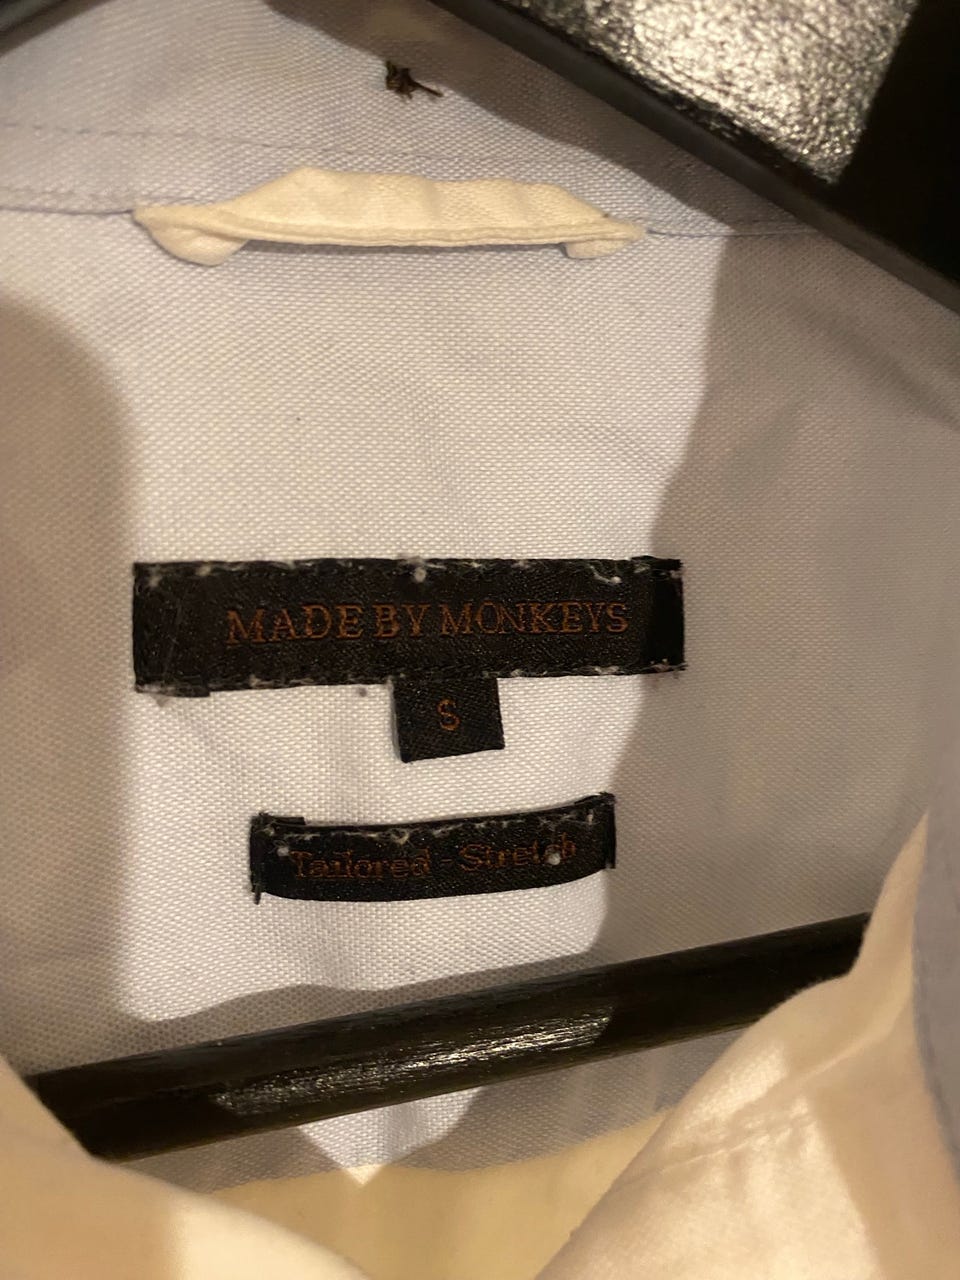 MADE BY MONKEYS
S
Tailored - Stretch